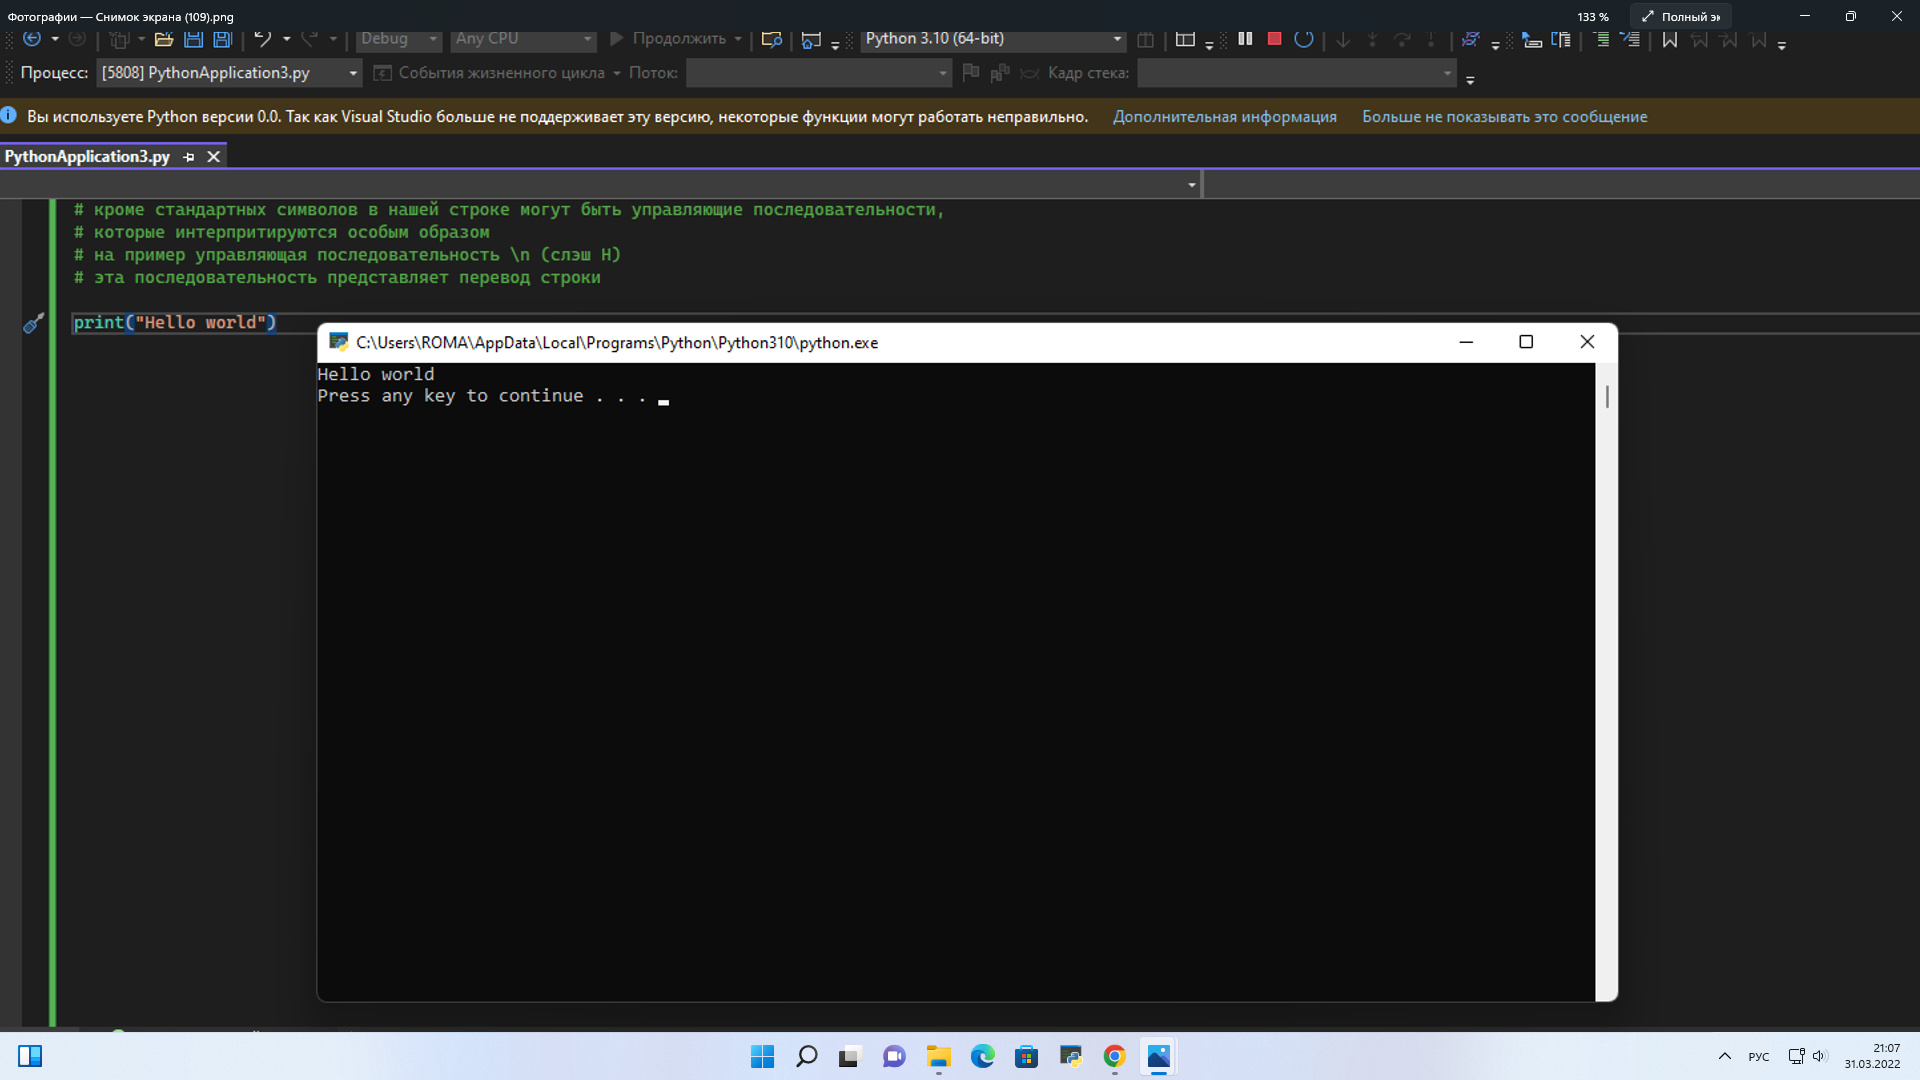 Фотографии — Снимок экрана (109).png
133 %
Полный эк
Debug
Any CPU
Продолжить
Python 3.10 (64-bit)
Процесс:
[5808] PythonApplication3.py
События жизненного цикла
Поток:
Кадр стека:
Вы используете Python версии 0.0. Так как Visual Studio больше не поддерживает эту версию, некоторые функции могут работать неправильно.
Дополнительная информация
Больше не показывать это сообщение
PythonApplication3.py
# кроме стандартных символов в нашей строке могут быть управляющие последовательности,
# которые интерпритируются особым образом
# на пример управляющая последовательность \n (слэш Н)
# эта последовательность представляет перевод строки
print("Hello world")
C:\Users\ROMA\AppData\Local\Programs\Python\Python310\python.exe
Hello world
Press any key to continue . . .
РУС
21:07
31.03.2022